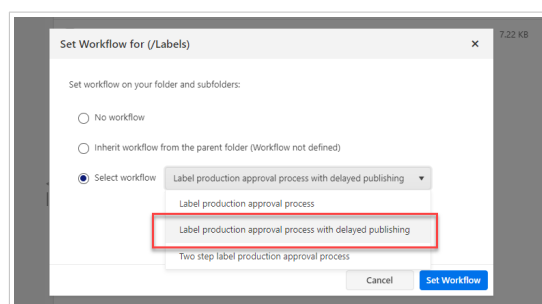 7.22 KB
Set Workflow for (/Labels)
×
Set workflow on your folder and subfolders:
No workflow
Inherit workflow from the parent folder (Workflow not defined)
Select workflow
Label production approval process with delayed publishing
Label production approval process
Label production approval process with delayed publishing
Two step label production approval process
Cancel
Set Workflow